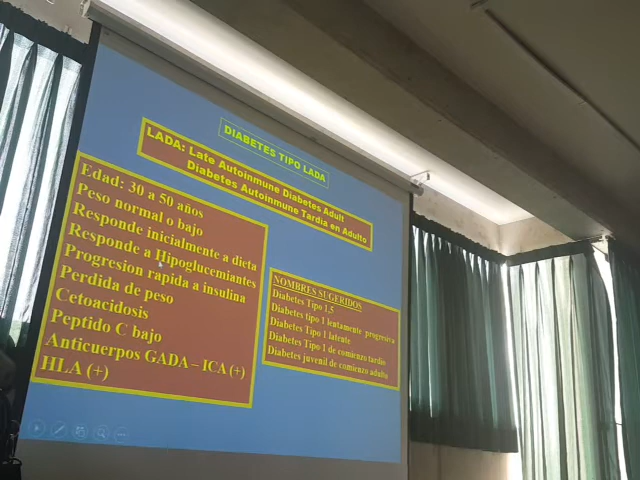 DIABETES TIPO LADA
LADA: Late Autoinmune Diabetes Adult
Diabetes Autoinmune Tardia en Adulto
Edad: 30 a 50 años
Peso normal o bajo
Responde inicialmente a dieta
Responde a Hipoglucemiantes
Progresion rapida a insulina
Perdida de peso
Cetoacidosis
Peptido C bajo
Anticuerpos GADA – ICA (+)
HLA (+)
NOMBRES SUGERIDOS
Diabetes Tipo 1,5
Diabetes tipo 1 lentamente progresiva
Diabetes Tipo 1 latente
Diabetes Tipo 1 de comienzo tardio
Diabetes juvenil de comienzo adulto